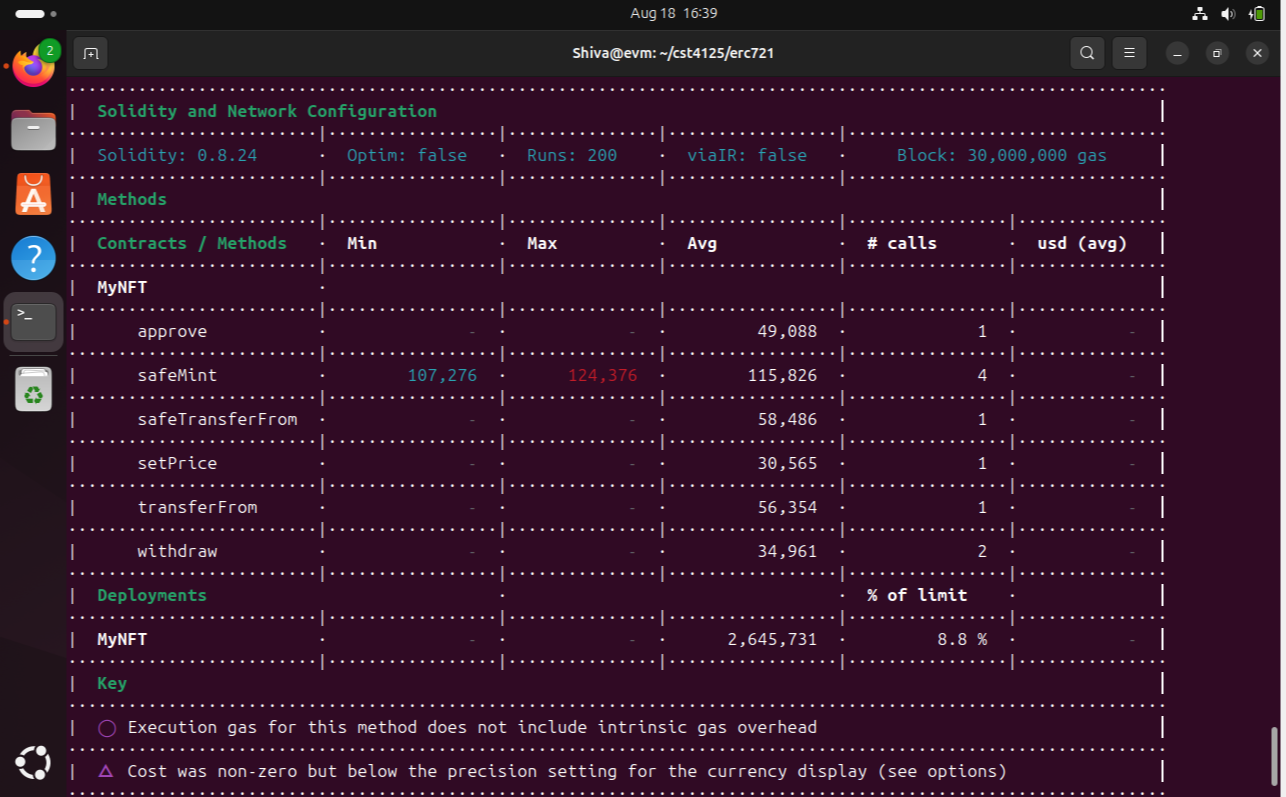 Aug 18 16:39
2
Shiva@evm: ~/cst4125/erc721
| Solidity and Network Configuration |
| Solidity: 0.8.24 · Optim: false · Runs: 200 · viaIR: false · Block: 30,000,000 gas |
| Methods |
| Contracts / Methods · Min · Max · Avg · # calls · usd (avg) |
| MyNFT · |
| approve · - · - · 49,088 · 1 · - |
| safeMint · 107,276 · 124,376 · 115,826 · 4 · - |
| safeTransferFrom · - · - · 58,486 · 1 · - |
| setPrice · - · - · 30,565 · 1 · - |
| transferFrom · - · - · 56,354 · 1 · - |
| withdraw · - · - · 34,961 · 2 · - |
| Deployments · · % of limit · |
| MyNFT · - · - · 2,645,731 · 8.8 % · - |
| Key |
| ◯ Execution gas for this method does not include intrinsic gas overhead |
| △ Cost was non-zero but below the precision setting for the currency display (see options) |